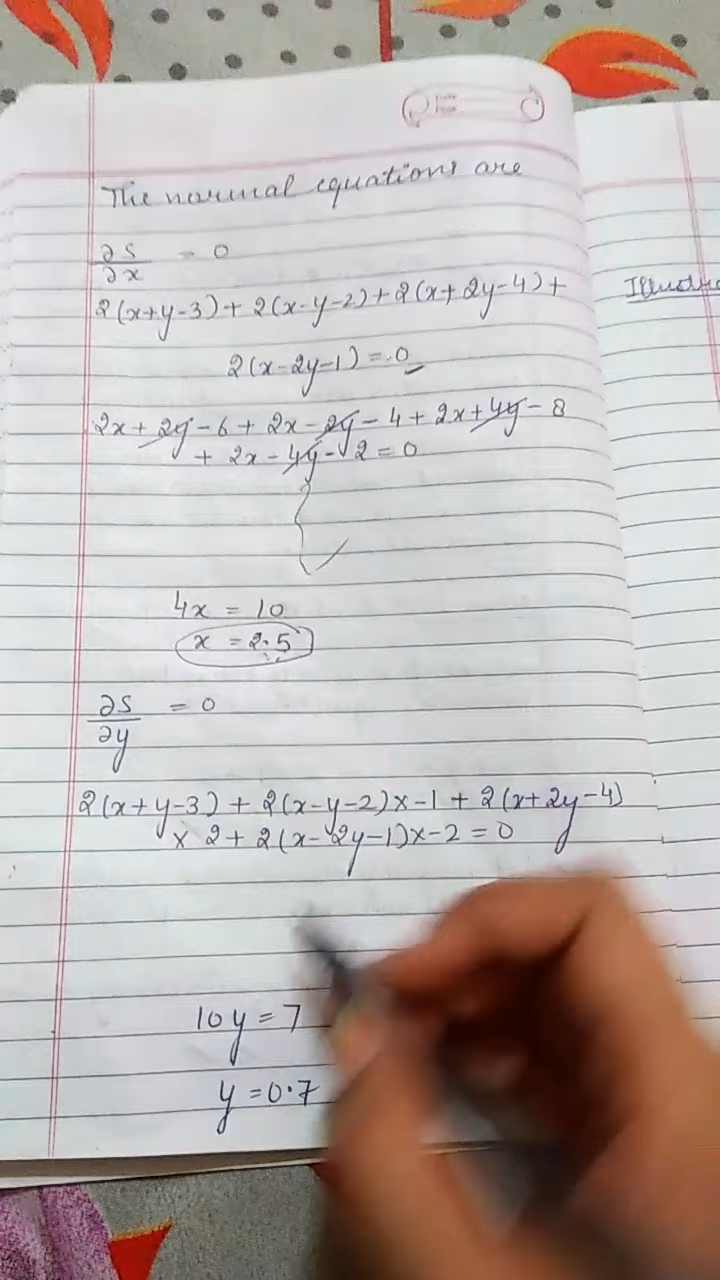 The normal equations are
∂S/∂x = 0
2(x+y-3) + 2(x-y-2) + 2(x+2y-4) +
2(x-2y-1) = 0
2x + 2y - 6 + 2x - 2y - 4 + 2x + 4y - 8
+ 2x - 4y - 2 = 0
4x = 10
x = 2.5
∂S/∂y = 0
2(x+y-3) + 2(x-y-2)x-1 + 2(x+2y-4)
x 2 + 2(x-2y-1)x-2 = 0
10y = 7
y = 0.7